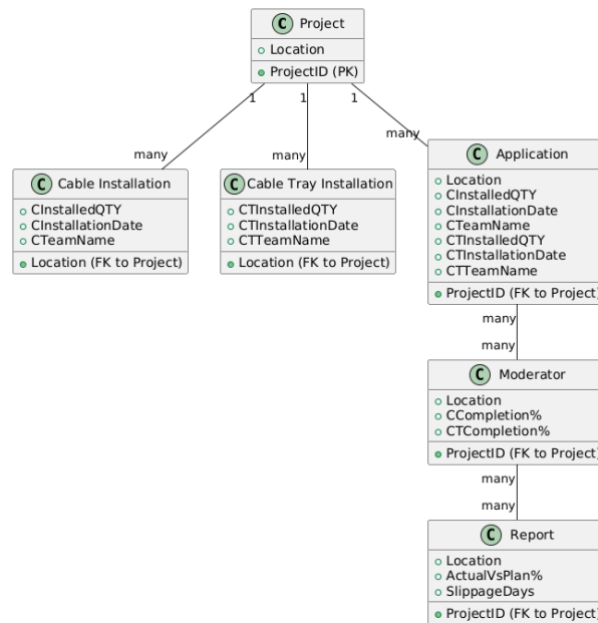 C Project
Location
ProjectID (PK)
1 1 1
many many many
C Cable Installation
CInstalledQTY
CInstallationDate
CTeamName
Location (FK to Project)
C Cable Tray Installation
CTInstalledQTY
CTInstallationDate
CTTeamName
Location (FK to Project)
C Application
Location
CInstalledQTY
CInstallationDate
CTeamName
CTInstalledQTY
CTInstallationDate
CTTeamName
ProjectID (FK to Project)
many
many
C Moderator
Location
CCompletion%
CTCompletion%
ProjectID (FK to Project)
many
many
C Report
Location
ActualVsPlan%
SlippageDays
ProjectID (FK to Project)